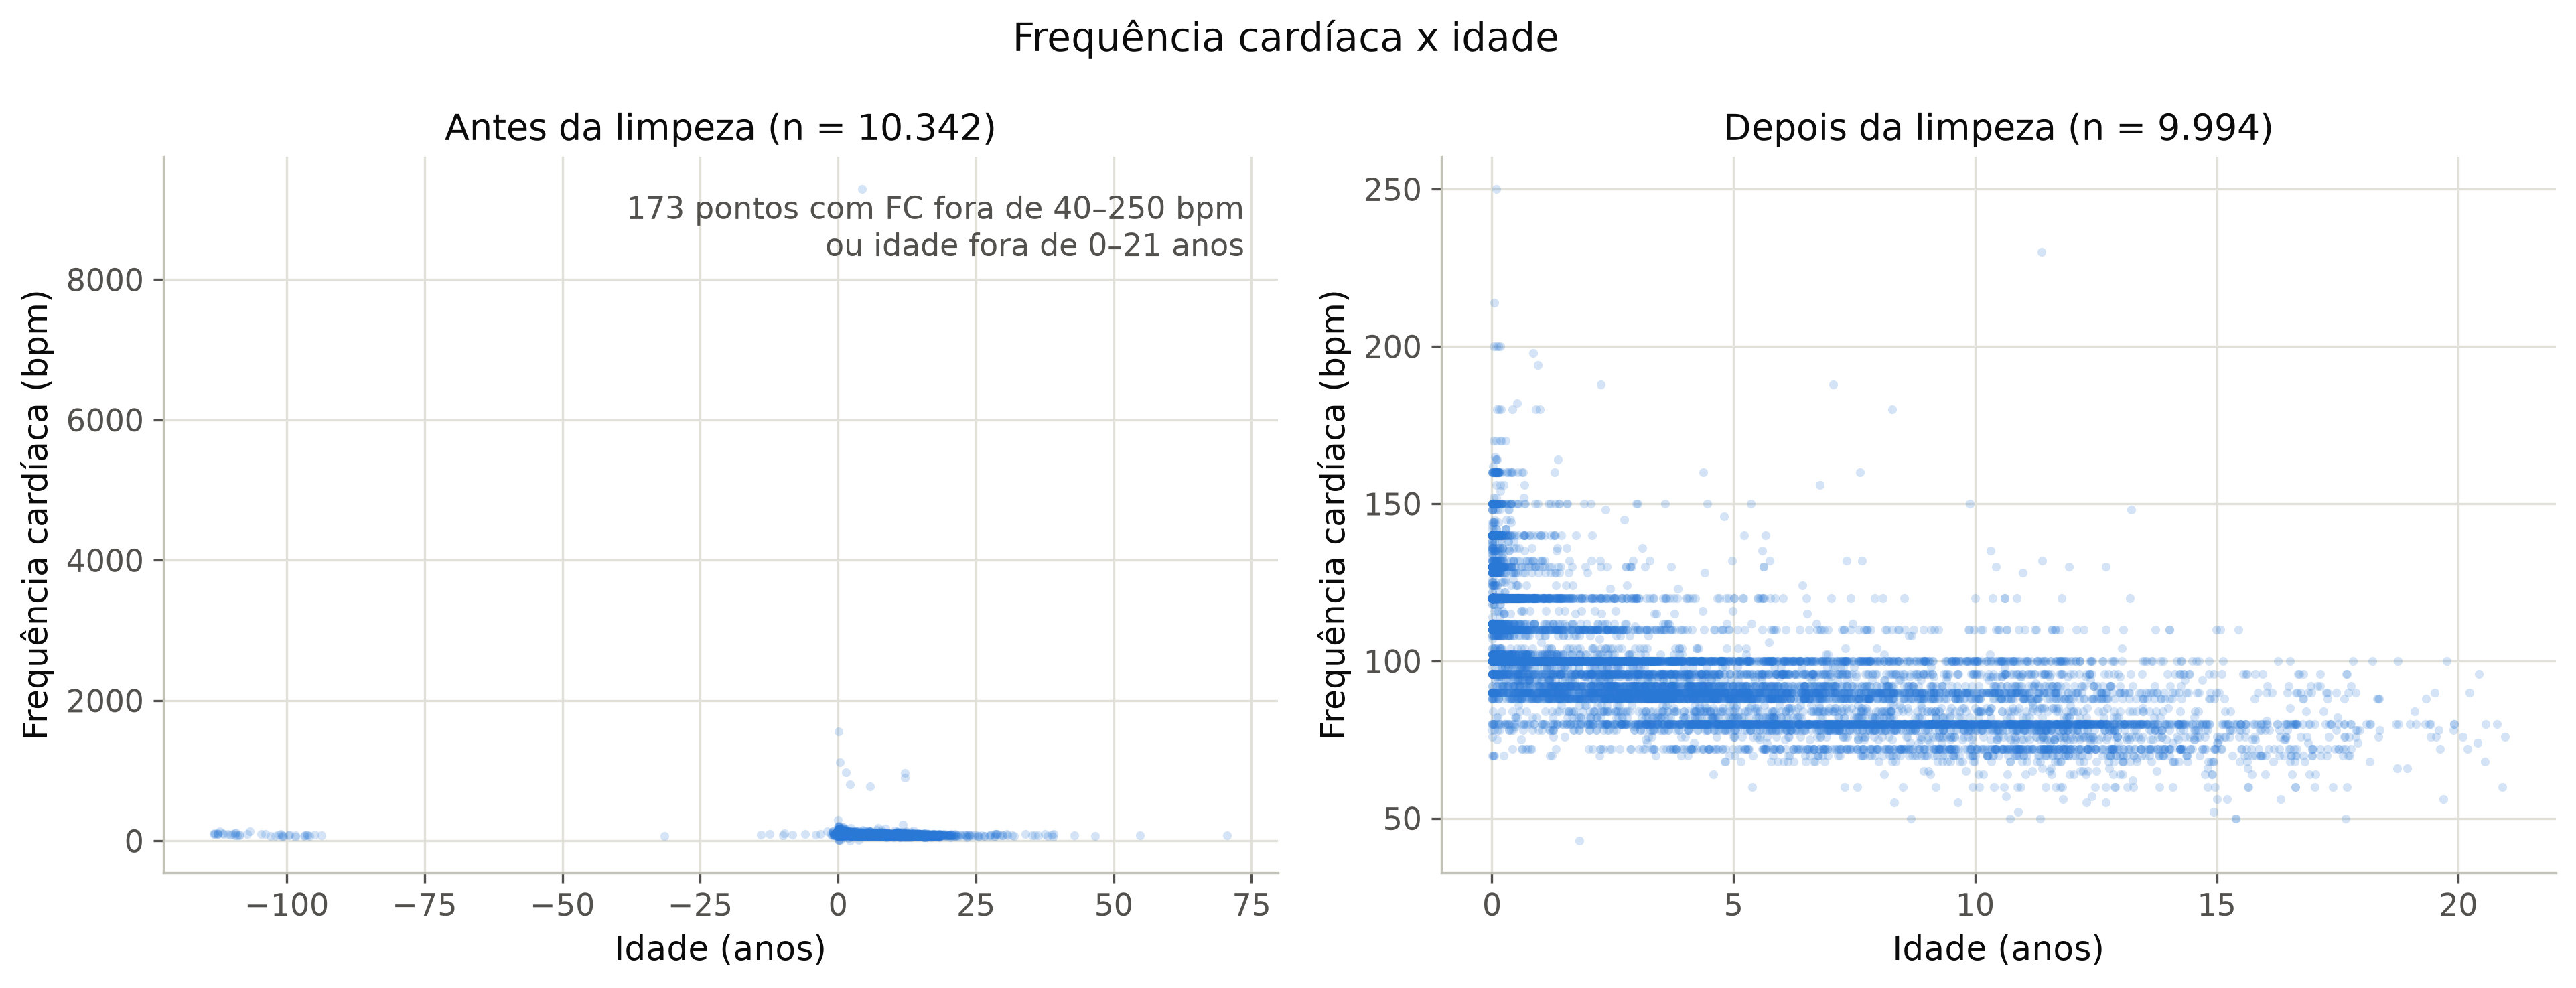 Frequência cardíaca x idade
Antes da limpeza (n = 10.342)
173 pontos com FC fora de 40–250 bpm
ou idade fora de 0–21 anos
Frequência cardíaca (bpm)
8000
6000
4000
2000
0
−100 −75 −50 −25 0 25 50 75
Idade (anos)
Depois da limpeza (n = 9.994)
Frequência cardíaca (bpm)
250
200
150
100
50
0 5 10 15 20
Idade (anos)